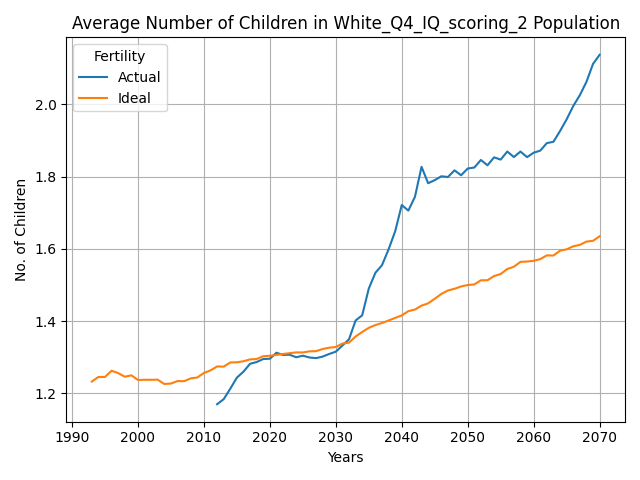 Average Number of Children in White_Q4_IQ_scoring_2 Population
Fertility
Actual
Ideal
No. of Children
2.0
1.8
1.6
1.4
1.2
1990 2000 2010 2020 2030 2040 2050 2060 2070
Years